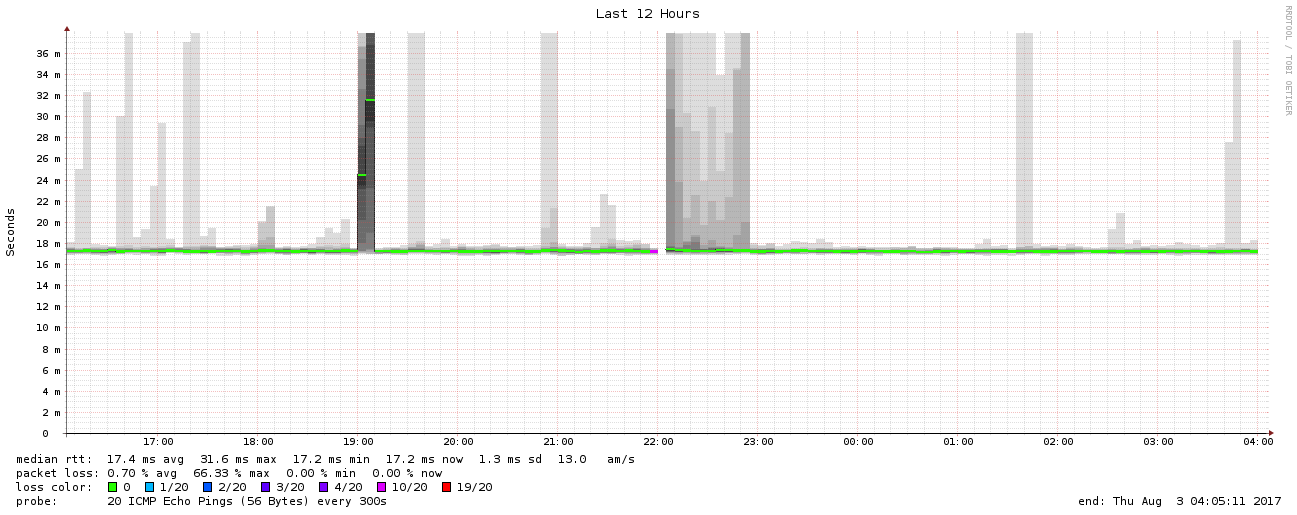 Last 12 Hours
RRDTOOL / TOBI OETIKER
Seconds
36 m
34 m
32 m
30 m
28 m
26 m
24 m
22 m
20 m
18 m
16 m
14 m
12 m
10 m
8 m
6 m
4 m
2 m
0
17:00 18:00 19:00 20:00 21:00 22:00 23:00 00:00 01:00 02:00 03:00 04:00
median rtt: 17.4 ms avg 31.6 ms max 17.2 ms min 17.2 ms now 1.3 ms sd 13.0 am/s
packet loss: 0.70 % avg 66.33 % max 0.00 % min 0.00 % now
loss color: 0 1/20 2/20 3/20 4/20 10/20 19/20
probe: 20 ICMP Echo Pings (56 Bytes) every 300s end: Thu Aug 3 04:05:11 2017